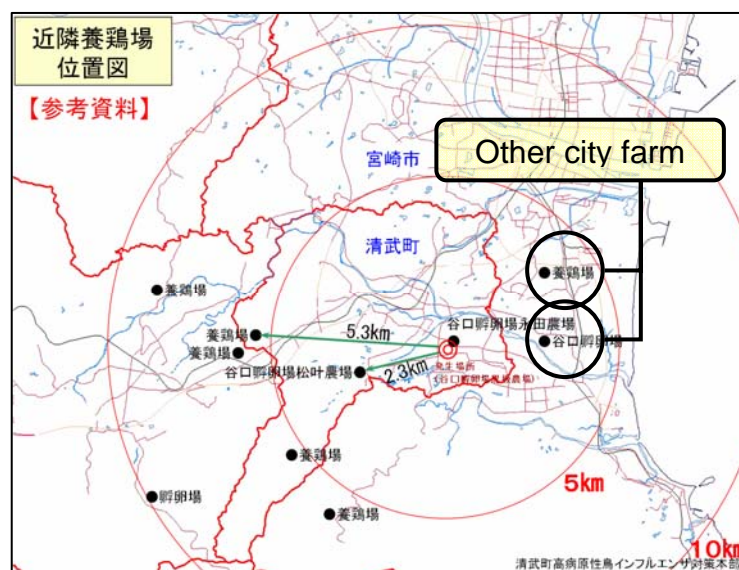 近隣養鶏場
位置図
【参考資料】
宮崎市
Other city farm
清武町
養鶏場
養鶏場
養鶏場
5.3km
谷口孵卵場永田農場
谷口孵卵場
養鶏場
谷口孵卵場松叶農場
2.3km
発生場所
養鶏場
孵卵場
養鶏場
5km
10km
清武町高病原性鳥インフルエンザ対策本部